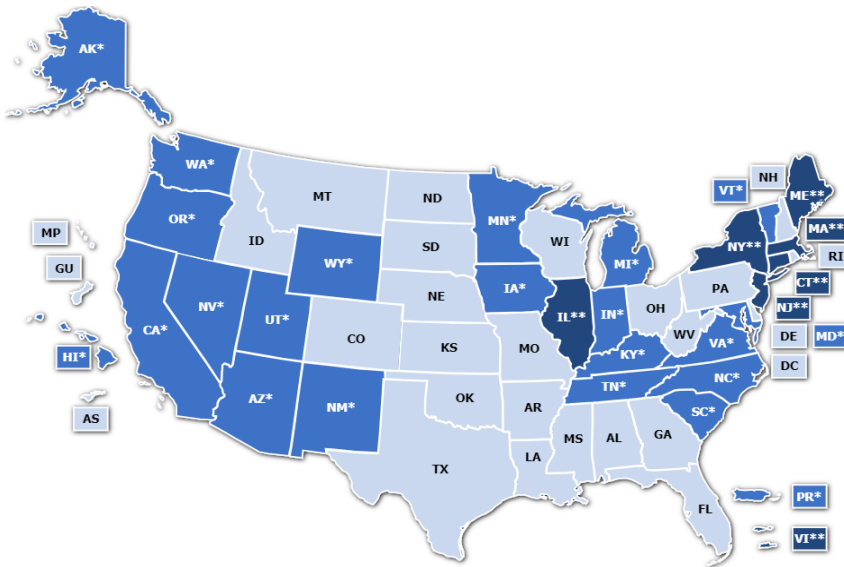 AK*
WA*
MT
ND
MN*
NH
VT*
ME**
OR*
ID
SD
WI
MI*
NY**
MA**
RI
MP
GU
WY*
IA*
NE
PA
CT**
NJ**
NV*
UT*
CO
IL**
IN*
OH
WV
VA*
DE
MD*
CA*
HI*
KS
MO
KY*
DC
AZ*
NM*
OK
AR
TN*
NC*
SC*
AS
MS
AL
GA
TX
LA
FL
PR*
VI**